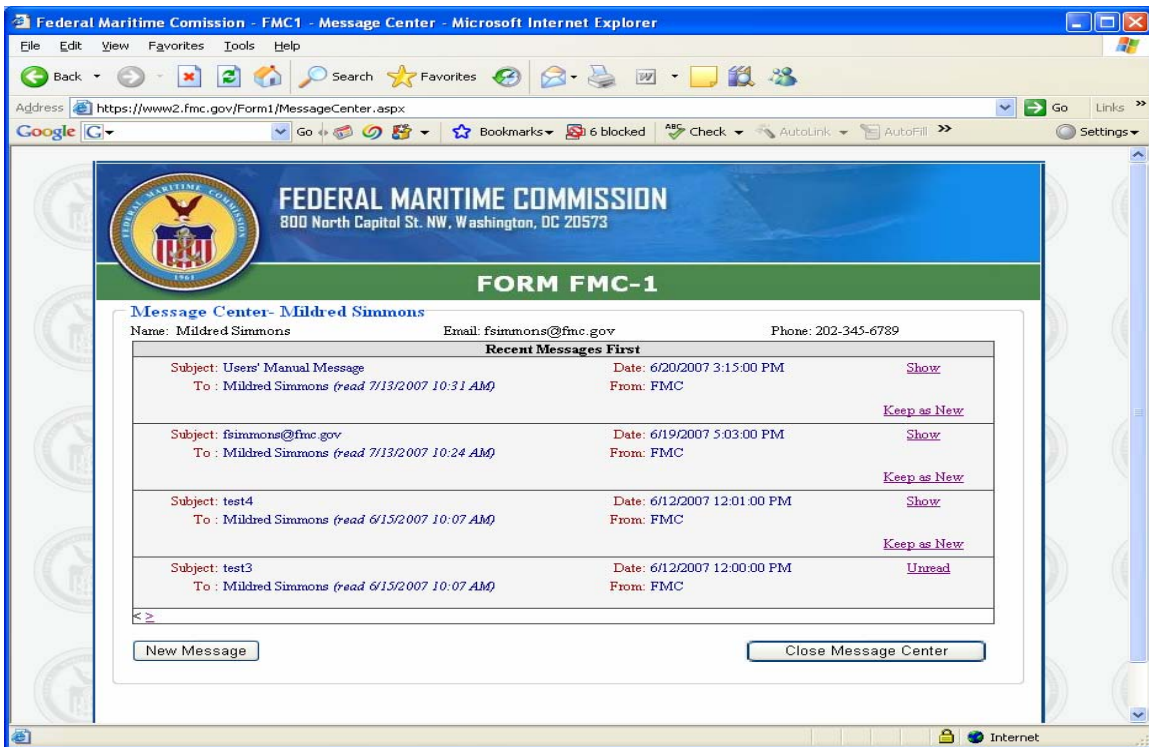 Federal Maritime Comission - FMC1 - Message Center - Microsoft Internet Explorer
File Edit View Favorites Tools Help
Back Search Favorites
Address https://www2.fmc.gov/Form1/MessageCenter.aspx Go Links »
Google G Go Bookmarks 6 blocked ABC Check AutoLink AutoFill » Settings
MARITIME COMMISSION
FEDERAL
1961
FEDERAL MARITIME COMMISSION
800 North Capitol St. NW, Washington, DC 20573
FORM FMC-1
Message Center- Mildred Simmons
Name: Mildred Simmons Email: fsimmons@fmc.gov Phone: 202-345-6789
Recent Messages First
Subject: Users' Manual Message Date: 6/20/2007 3:15:00 PM Show
To : Mildred Simmons (read 7/13/2007 10:31 AM) From: FMC
Keep as New
Subject: fsimmons@fmc.gov Date: 6/19/2007 5:03:00 PM Show
To : Mildred Simmons (read 7/13/2007 10:24 AM) From: FMC
Keep as New
Subject: test4 Date: 6/12/2007 12:01:00 PM Show
To : Mildred Simmons (read 6/15/2007 10:07 AM) From: FMC
Keep as New
Subject: test3 Date: 6/12/2007 12:00:00 PM Unread
To : Mildred Simmons (read 6/15/2007 10:07 AM) From: FMC
< >
New Message Close Message Center
Internet